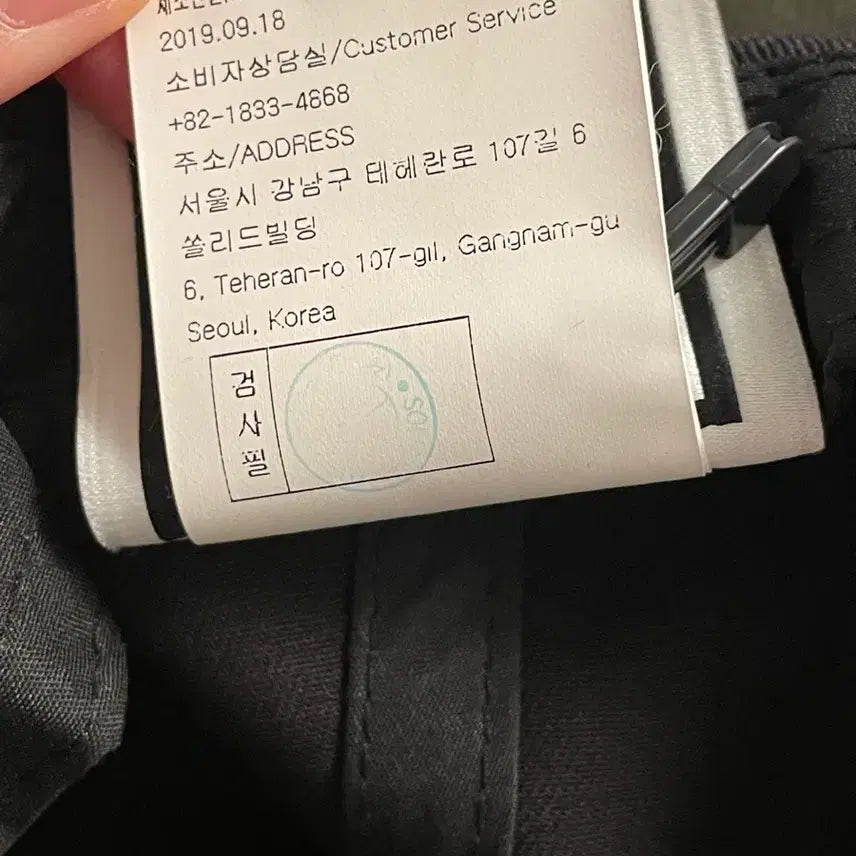 2019.09.18
소비자상담실/Customer Service
+82-1833-4668
주소/ADDRESS
서울시 강남구 테헤란로 107길 6
쏠리드빌딩
6, Teheran-ro 107-gil, Gangnam-gu
Seoul, Korea
검
사
필